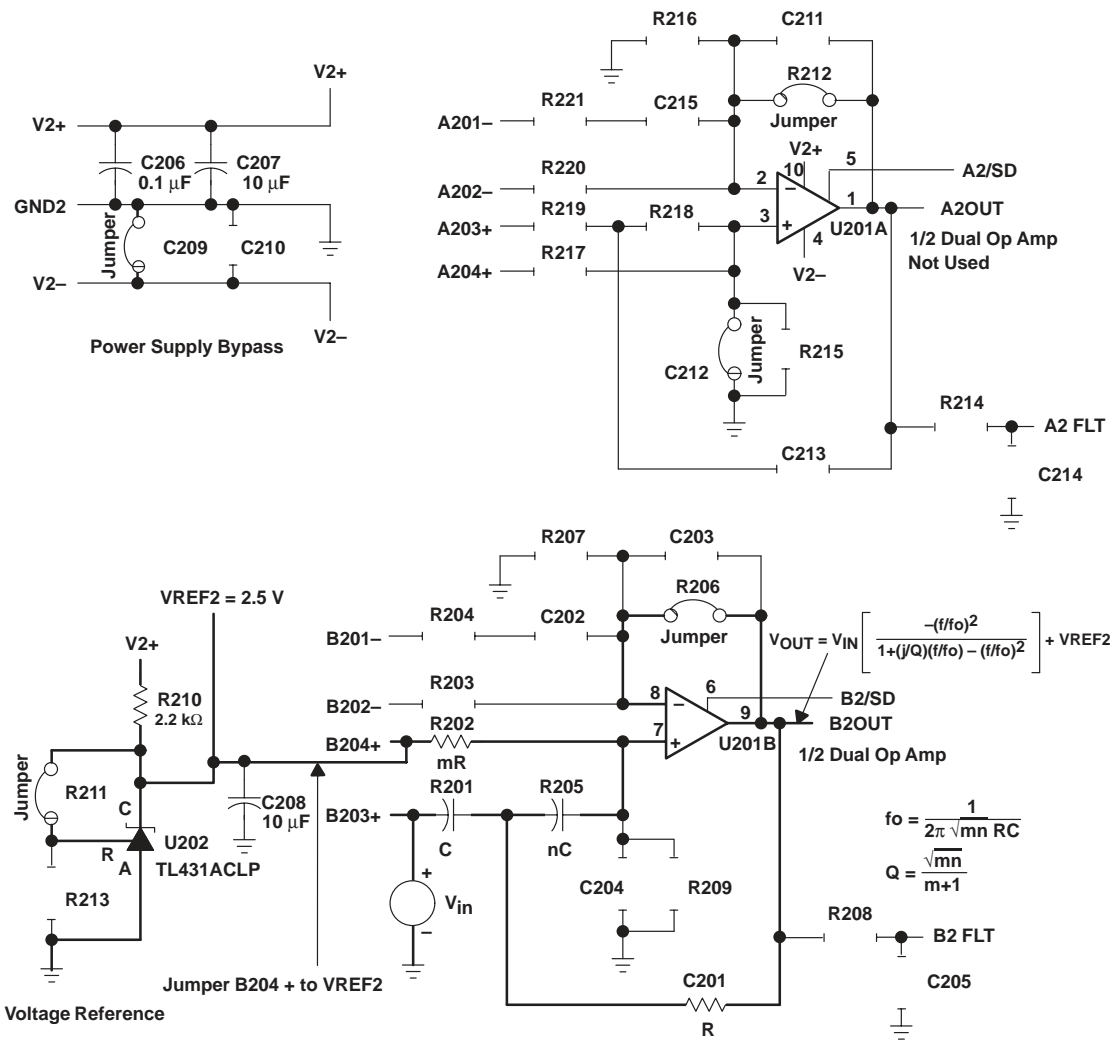 V2+
V2+
C206
0.1 μF
C207
10 μF
GND2
Jumper
C209
C210
V2–
V2–
Power Supply Bypass
R216
C211
R212
Jumper
R221
C215
A201–
V2+
R220
A202–
2
–
10
5
A2/SD
R219
R218
A203+
3
+
1
A2OUT
U201A
4
R217
A204+
V2–
1/2 Dual Op Amp
Not Used
Jumper
C212
R215
R214
A2 FLT
C213
C214
R207
C203
R206
Jumper
VREF2 = 2.5 V
R204
C202
B201–
V2+
VOUT = VIN [ –(f/fo)2 / 1+(j/Q)(f/fo) – (f/fo)2 ] + VREF2
R210
2.2 kΩ
R203
B202–
8
–
6
B2/SD
R202
B204+
mR
7
+
9
B2OUT
U201B
1/2 Dual Op Amp
Jumper
R211
C
C208
10 μF
R201
R205
B203+
C
nC
U202
R
A
TL431ACLP
fo = 1 / 2π √mn RC
Q = √mn / m+1
R213
+
Vin
–
C204
R209
R208
B2 FLT
Jumper B204 + to VREF2
C201
R
C205
Voltage Reference